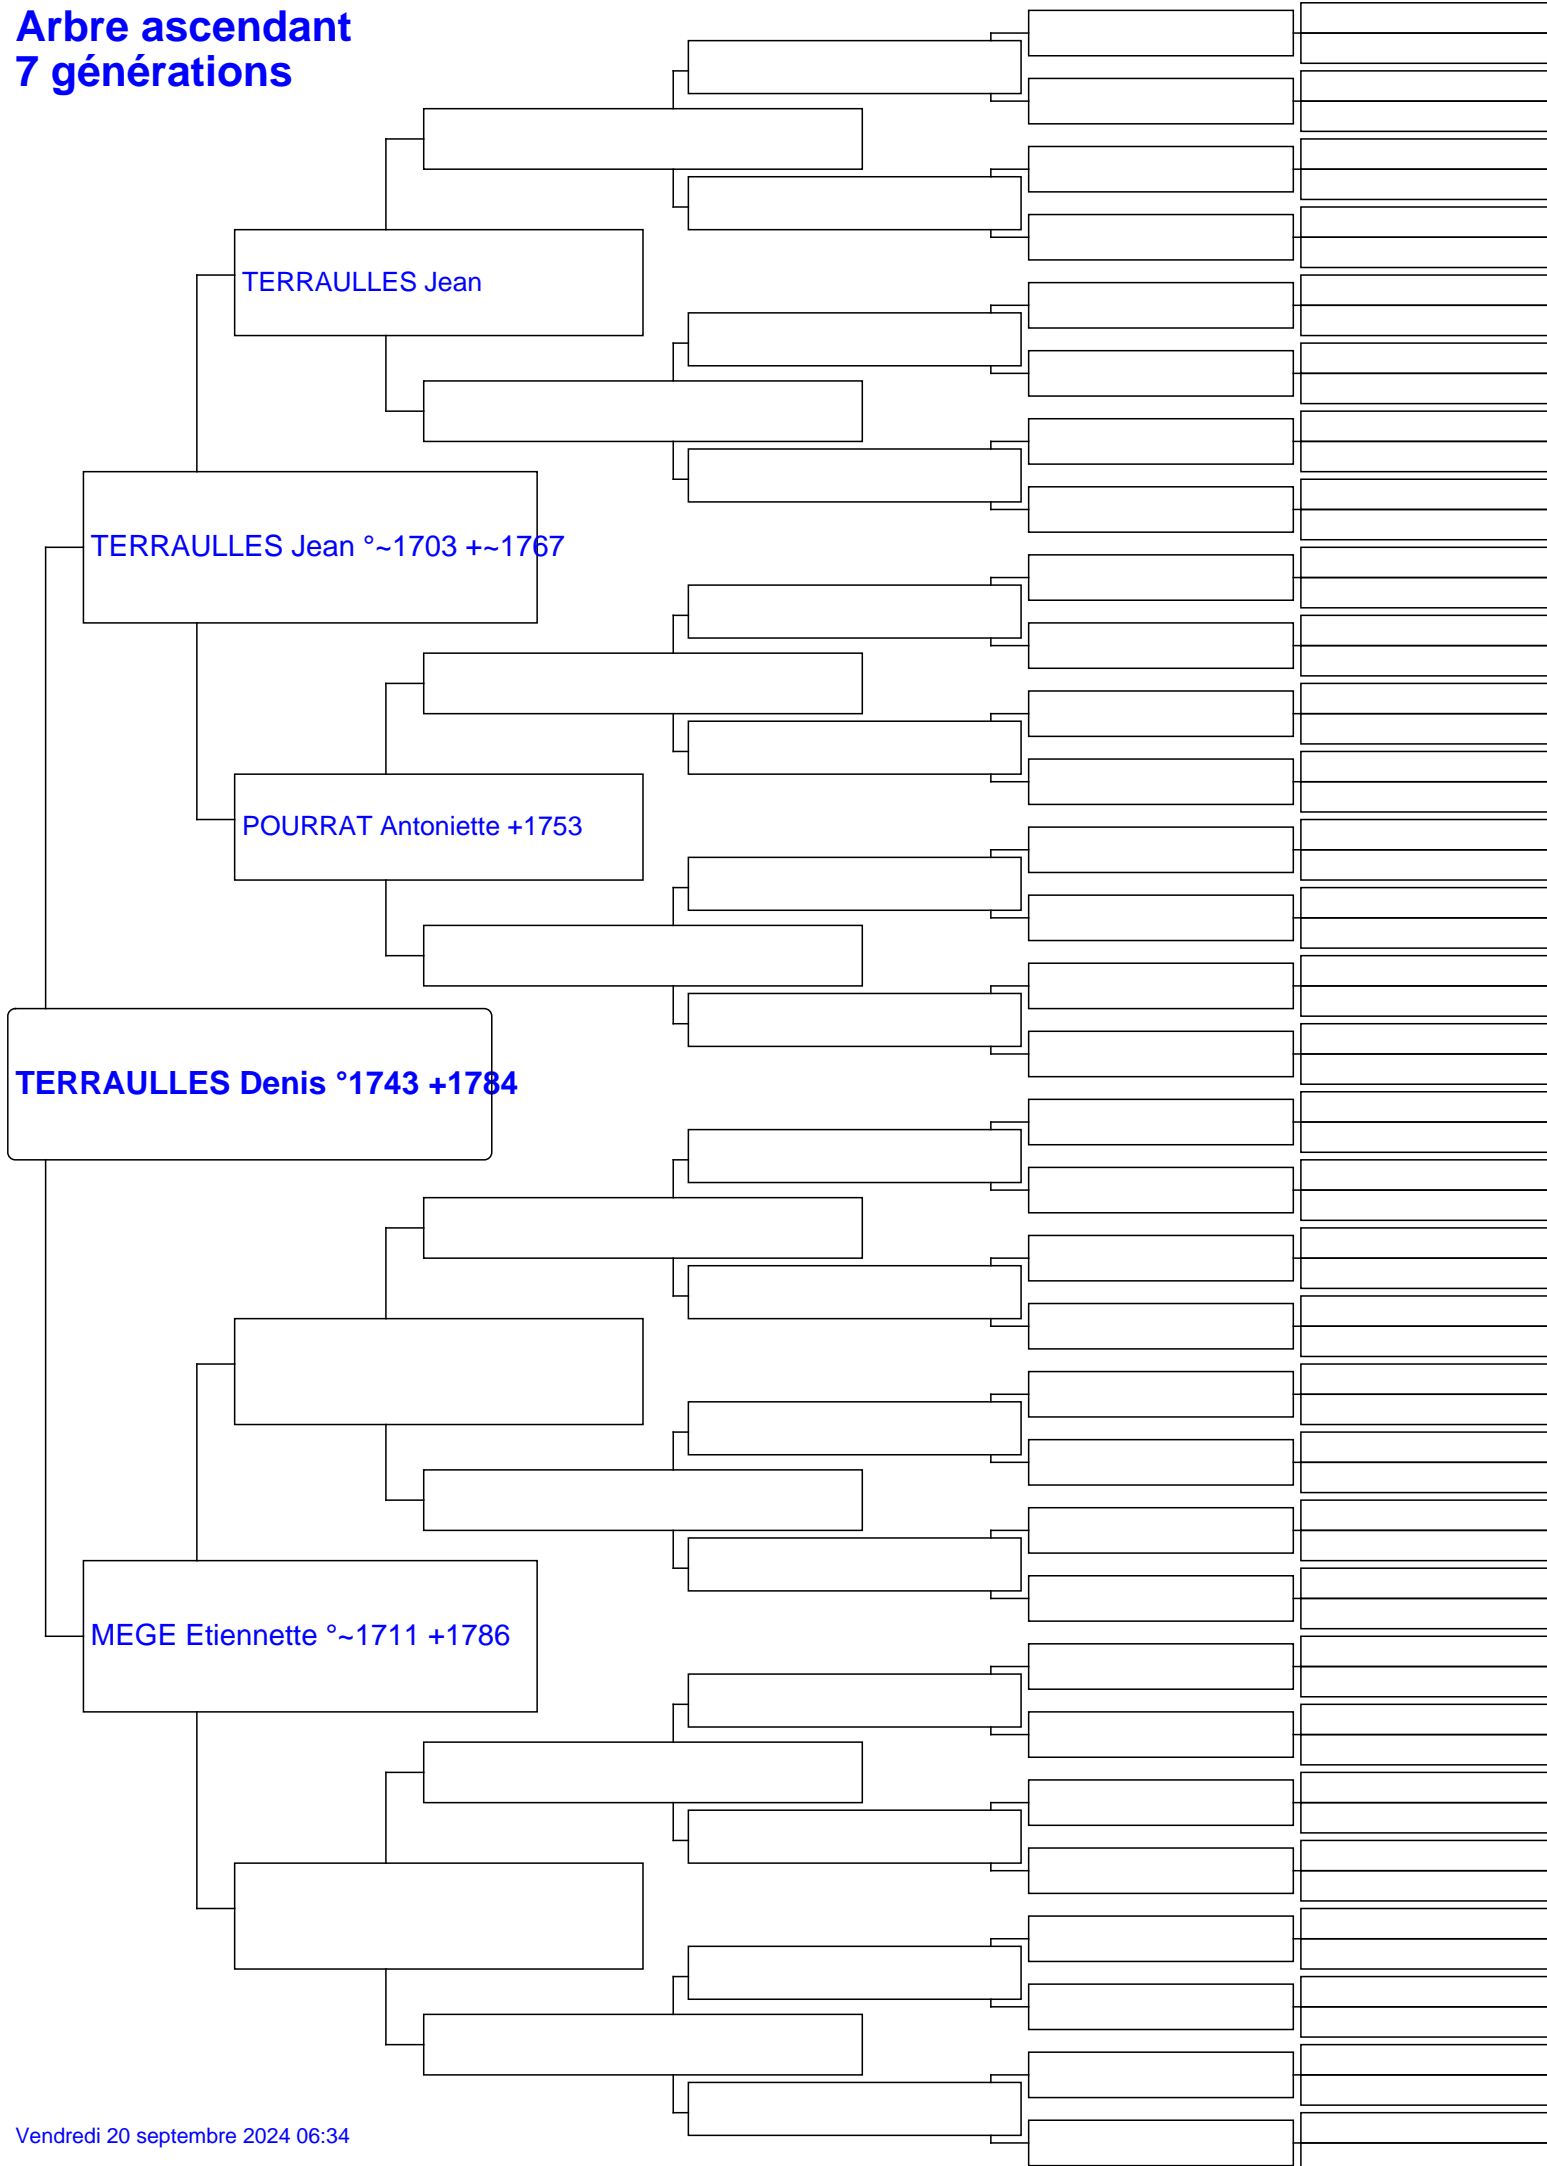 Arbre ascendant
7 générations
TERRAULLES Jean
TERRAULLES Jean °~1703 +~1767
POURRAT Antoniette +1753
TERRAULLES Denis °1743 +1784
MEGE Etiennette °~1711 +1786
Vendredi 20 septembre 2024 06:34